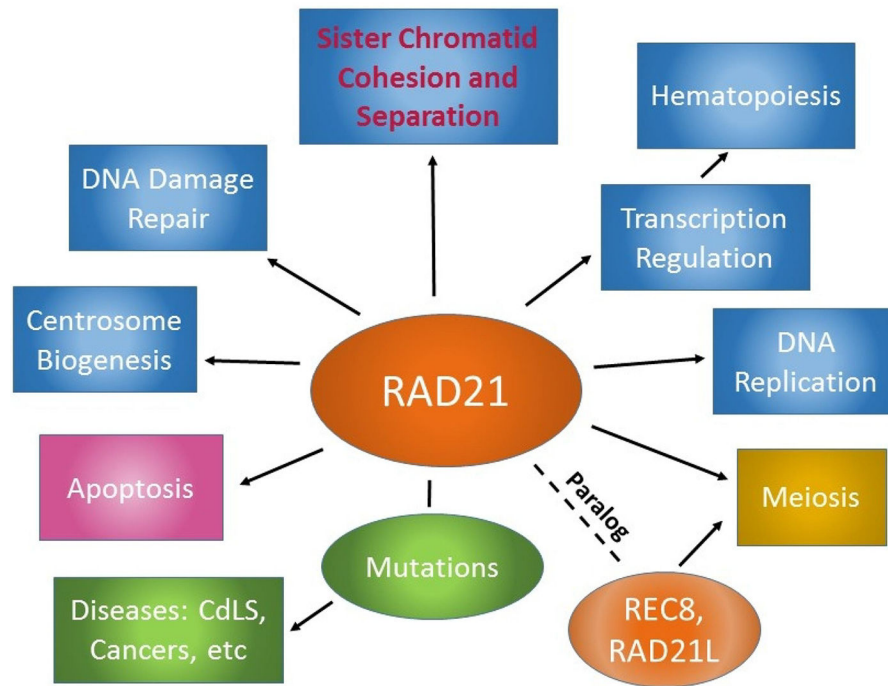 Sister Chromatid
Cohesion and
Separation
Hematopoiesis
DNA Damage
Repair
Transcription
Regulation
Centrosome
Biogenesis
RAD21
DNA
Replication
Apoptosis
Paralog
Meiosis
Mutations
Diseases: CdLS,
Cancers, etc
REC8,
RAD21L